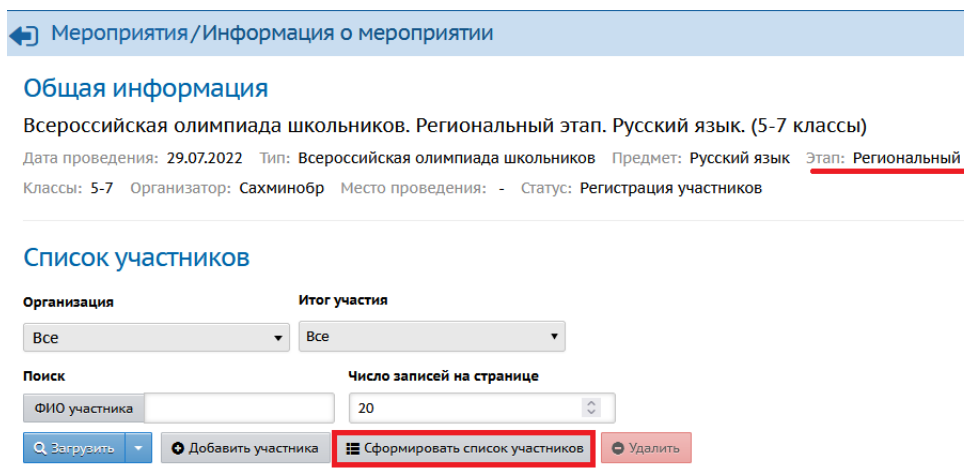 Мероприятия/Информация о мероприятии
Общая информация
Всероссийская олимпиада школьников. Региональный этап. Русский язык. (5-7 классы)
Дата проведения: 29.07.2022 Тип: Всероссийская олимпиада школьников Предмет: Русский язык Этап: Региональный
Классы: 5-7 Организатор: Сахминобр Место проведения: - Статус: Регистрация участников
Список участников
Организация Итог участия
Все Все
Поиск Число записей на странице
ФИО участника 20
Загрузить Добавить участника Сформировать список участников Удалить